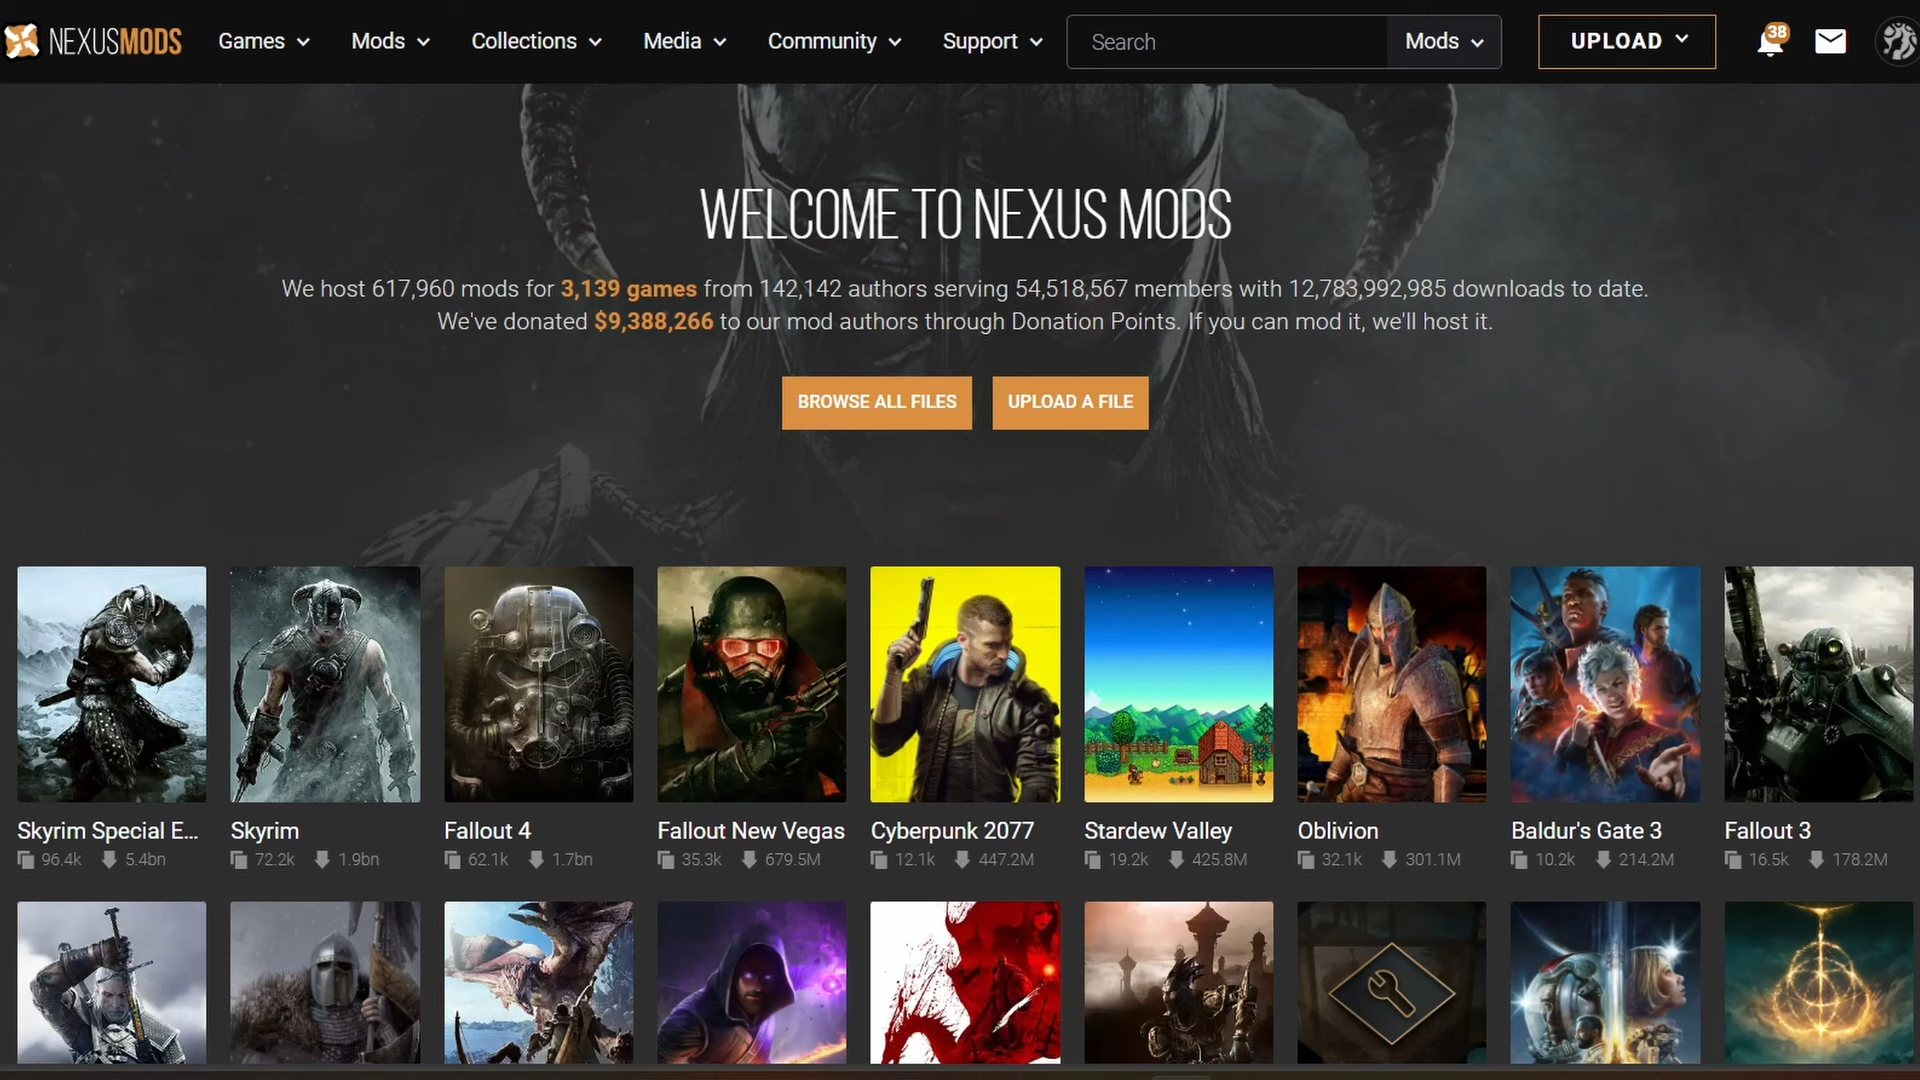 NEXUSMODS
Games
Mods
Collections
Media
Community
Support
Search
Mods
UPLOAD
38
WELCOME TO NEXUS MODS
We host 617,960 mods for 3,139 games from 142,142 authors serving 54,518,567 members with 12,783,992,985 downloads to date.
We've donated $9,388,266 to our mod authors through Donation Points. If you can mod it, we'll host it.
BROWSE ALL FILES
UPLOAD A FILE
Skyrim Special E...
96.4k 5.4bn
Skyrim
72.2k 1.9bn
Fallout 4
62.1k 1.7bn
Fallout New Vegas
35.3k 679.5M
Cyberpunk 2077
12.1k 447.2M
Stardew Valley
19.2k 425.8M
Oblivion
32.1k 301.1M
Baldur's Gate 3
10.2k 214.2M
Fallout 3
16.5k 178.2M